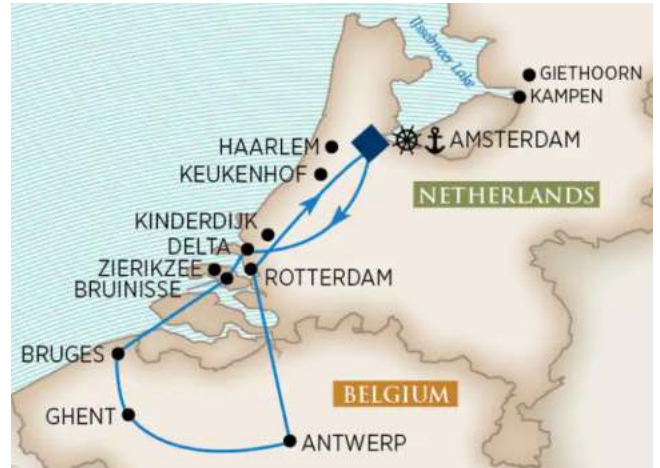 IJsselmeer Lake
GIETHOORN
KAMPEN
AMSTERDAM
HAARLEM
KEUKENHOF
NETHERLANDS
KINDERDIJK
DELTA
ZIERIKZEE
ROTTERDAM
BRUINISSE
BRUGES
BELGIUM
GHENT
ANTWERP